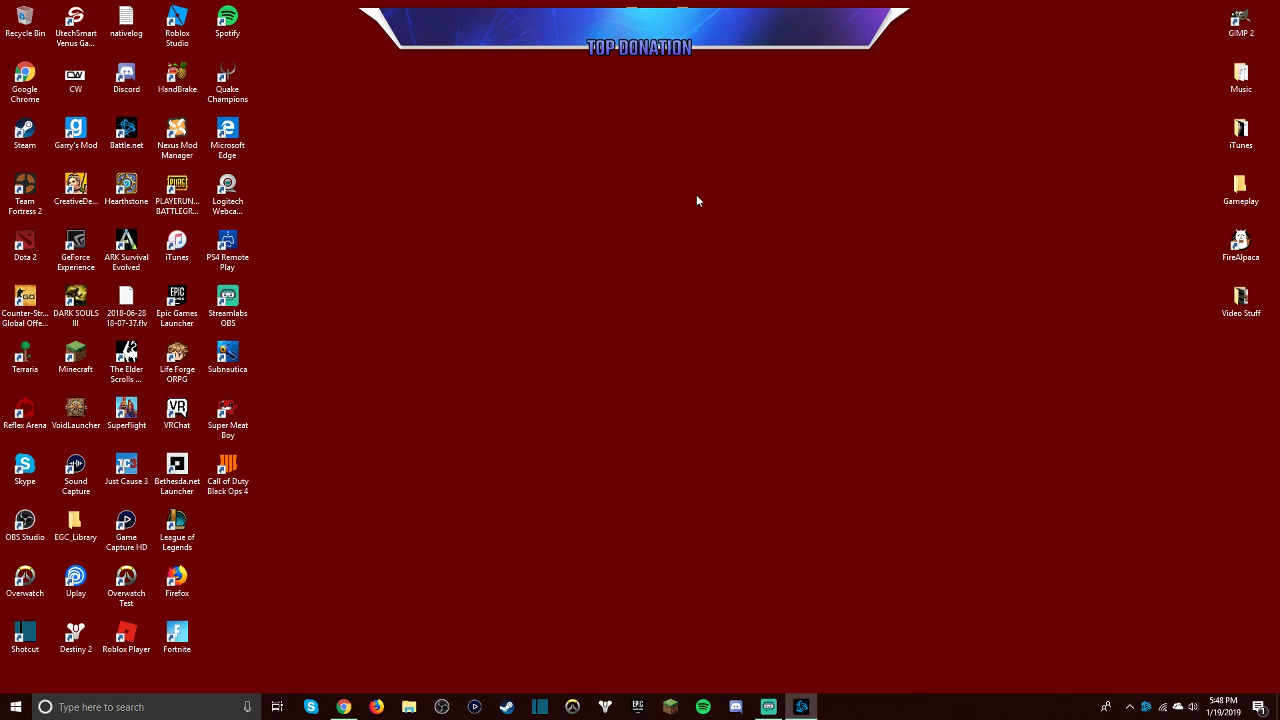 TOP DONATION
Recycle Bin
UtechSmart
Venus Ga...
nativelog
Roblox
Studio
Spotify
GIMP 2
Google
Chrome
CW
CW
Discord
HandBrake
Quake
Champions
Music
Steam
Garry's Mod
Battle.net
Nexus Mod
Manager
Microsoft
Edge
iTunes
Team
Fortress 2
CreativeDe...
Hearthstone
PLAYERUN...
BATTLEGR...
Logitech
Webca...
Gameplay
Dota 2
GeForce
Experience
ARK Survival
Evolved
iTunes
PS4 Remote
Play
FireAlpaca
Counter-Str...
Global Offe...
DARK SOULS
III
2018-06-28
18-07-37.flv
Epic Games
Launcher
Streamlabs
OBS
Video Stuff
Terraria
Minecraft
The Elder
Scrolls ...
Life Forge
ORPG
Subnautica
Reflex Arena
VoidLauncher
Superflight
VRChat
Super Meat
Boy
Skype
Sound
Capture
Just Cause 3
Bethesda.net
Launcher
Call of Duty
Black Ops 4
OBS Studio
EGC_Library
Game
Capture HD
League of
Legends
Overwatch
Uplay
Overwatch
Test
Firefox
Shotcut
Destiny 2
Roblox Player
Fortnite
Type here to search
5:48 PM
1/19/2019